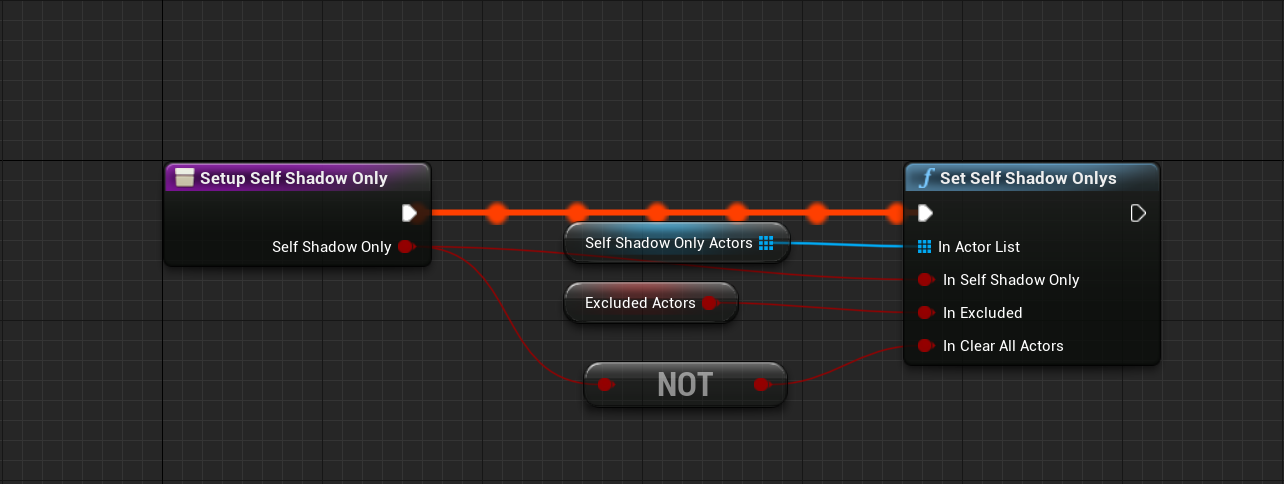 Setup Self Shadow Only
Self Shadow Only
Self Shadow Only Actors
Excluded Actors
NOT
Set Self Shadow Onlys
In Actor List
In Self Shadow Only
In Excluded
In Clear All Actors